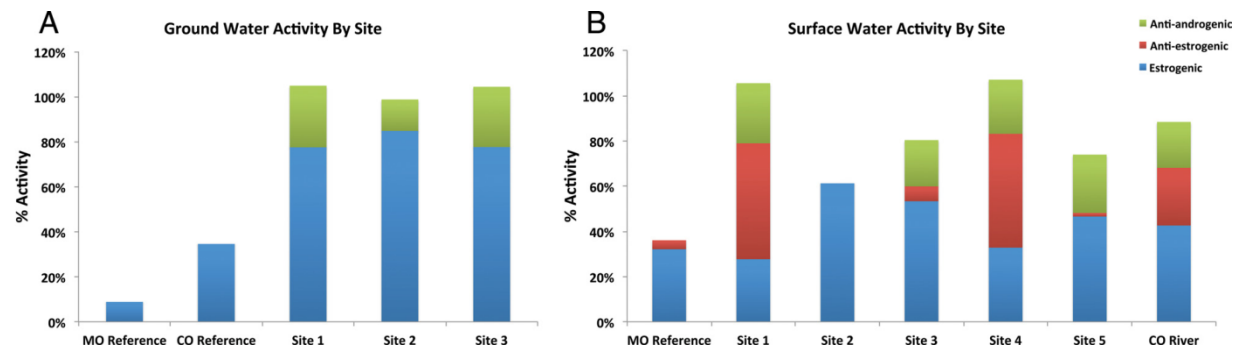 A
Ground Water Activity By Site
120%
100%
80%
60%
40%
20%
0%
% Activity
MO Reference
CO Reference
Site 1
Site 2
Site 3
B
Surface Water Activity By Site
Anti-androgenic
Anti-estrogenic
Estrogenic
120%
100%
80%
60%
40%
20%
0%
% Activity
MO Reference
Site 1
Site 2
Site 3
Site 4
Site 5
CO River